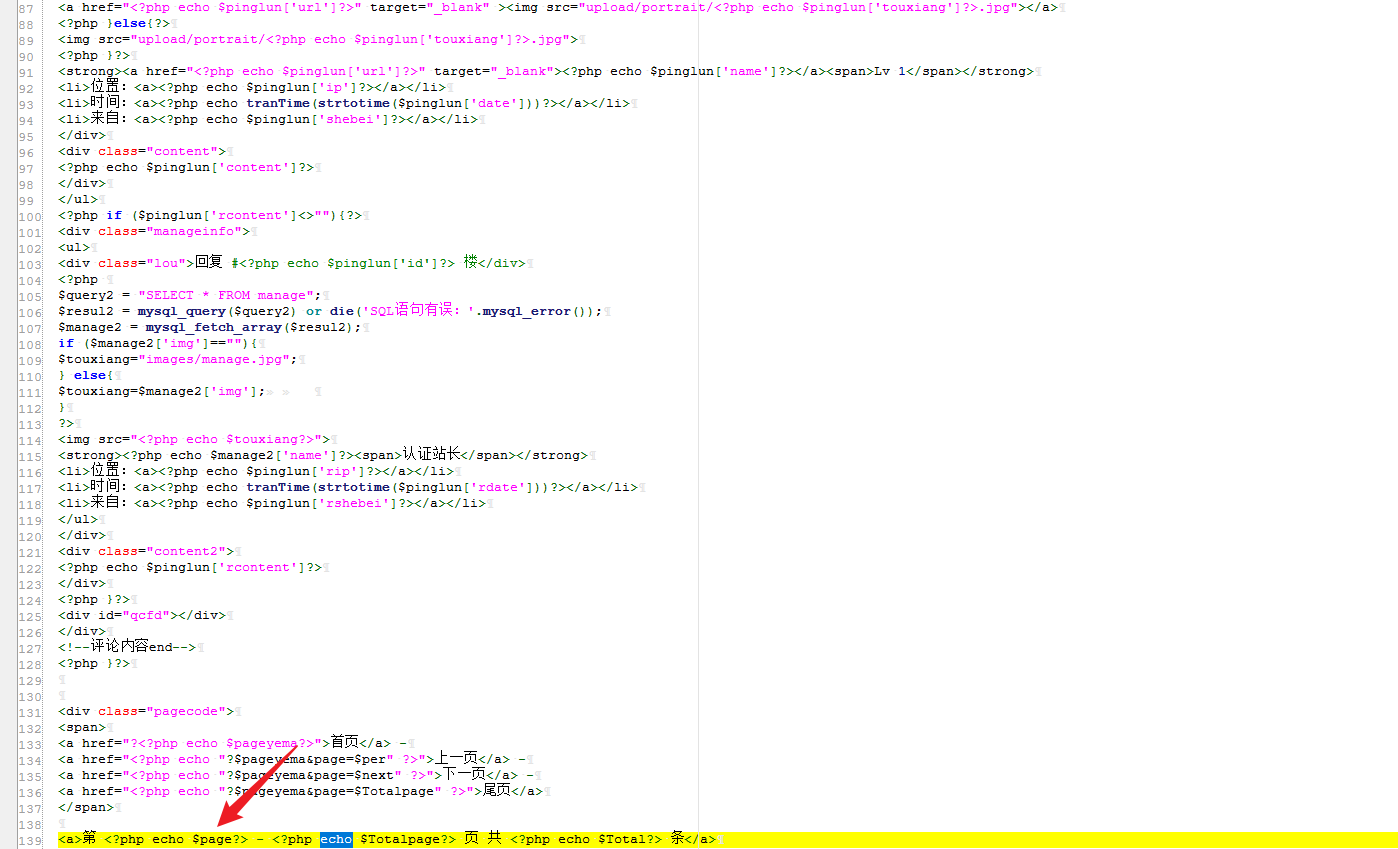 87 <a href="<?php echo $pinglun['url']?>" target="_blank" ><img src="upload/portrait/<?php echo $pinglun['touxiang']?>.jpg"></a>
88 <?php }else{?>
89 <img src="upload/portrait/<?php echo $pinglun['touxiang']?>.jpg">
90 <?php }?>
91 <strong><a href="<?php echo $pinglun['url']?>" target="_blank"><?php echo $pinglun['name']?></a><span>Lv 1</span></strong>
92 <li>位置：<a><?php echo $pinglun['ip']?></a></li>
93 <li>时间：<a><?php echo tranTime(strtotime($pinglun['date']))?></a></li>
94 <li>来自：<a><?php echo $pinglun['shebei']?></a></li>
95 </div>
96 <div class="content">
97 <?php echo $pinglun['content']?>
98 </div>
99 </ul>
100 <?php if ($pinglun['rcontent']<>""){?>
101 <div class="manageinfo">
102 <ul>
103 <div class="lou">回复 #<?php echo $pinglun['id']?> 楼</div>
104 <?php
105 $query2 = "SELECT * FROM manage";
106 $resul2 = mysql_query($query2) or die('SQL语句有误：'.mysql_error());
107 $manage2 = mysql_fetch_array($resul2);
108 if ($manage2['img']==""){
109 $touxiang="images/manage.jpg";
110 } else{
111 $touxiang=$manage2['img'];
112 }
113 ?>
114 <img src="<?php echo $touxiang?>">
115 <strong><?php echo $manage2['name']?><span>认证站长</span></strong>
116 <li>位置：<a><?php echo $pinglun['rip']?></a></li>
117 <li>时间：<a><?php echo tranTime(strtotime($pinglun['rdate']))?></a></li>
118 <li>来自：<a><?php echo $pinglun['rshebei']?></a></li>
119 </ul>
120 </div>
121 <div class="content2">
122 <?php echo $pinglun['rcontent']?>
123 </div>
124 <?php }?>
125 <div id="qcfd"></div>
126 </div>
127 <!--评论内容end-->
128 <?php }?>
129
130
131 <div class="pagecode">
132 <span>
133 <a href="?<?php echo $pageyema?>">首页</a> -
134 <a href="<?php echo "?$pageyema&page=$per" ?>">上一页</a> -
135 <a href="<?php echo "?$pageyema&page=$next" ?>">下一页</a> -
136 <a href="<?php echo "?$pageyema&page=$Totalpage" ?>">尾页</a>
137 </span>
138
139 <a>第 <?php echo $page?> - <?php echo $Totalpage?> 页 共 <?php echo $Total?> 条</a>